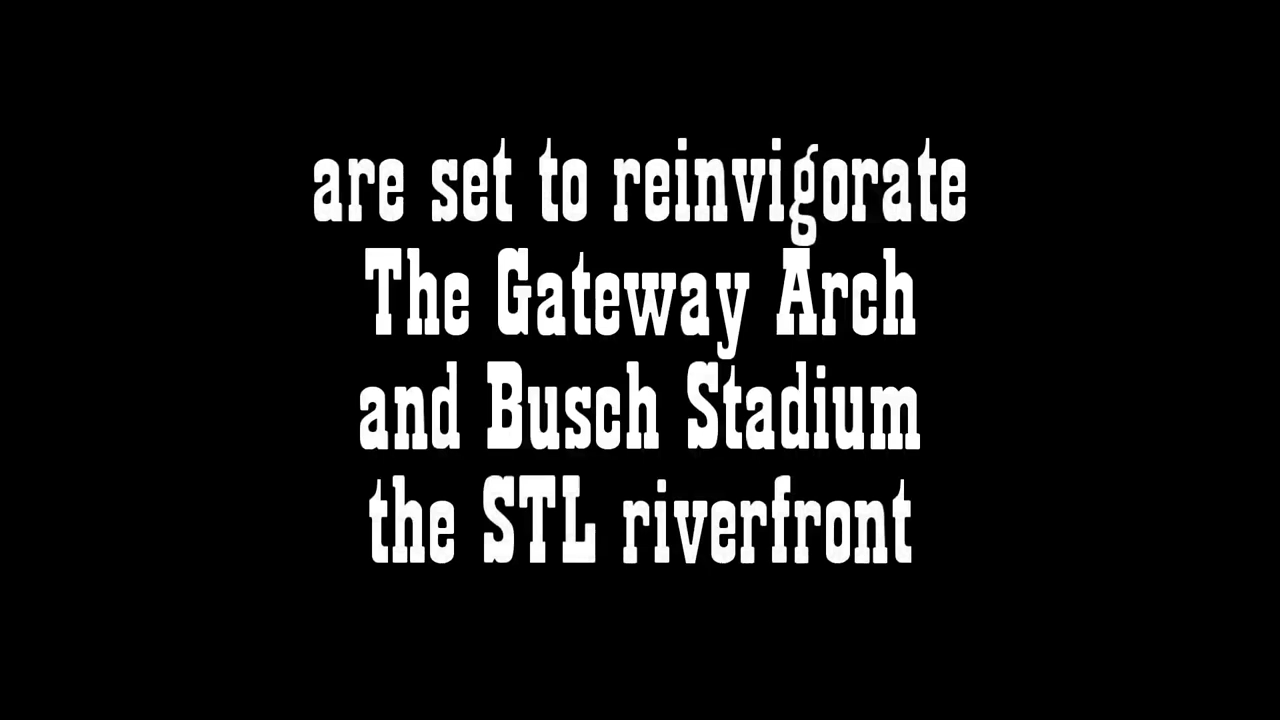 are set to reinvigorate
The Gateway Arch
and Busch Stadium
the STL riverfront